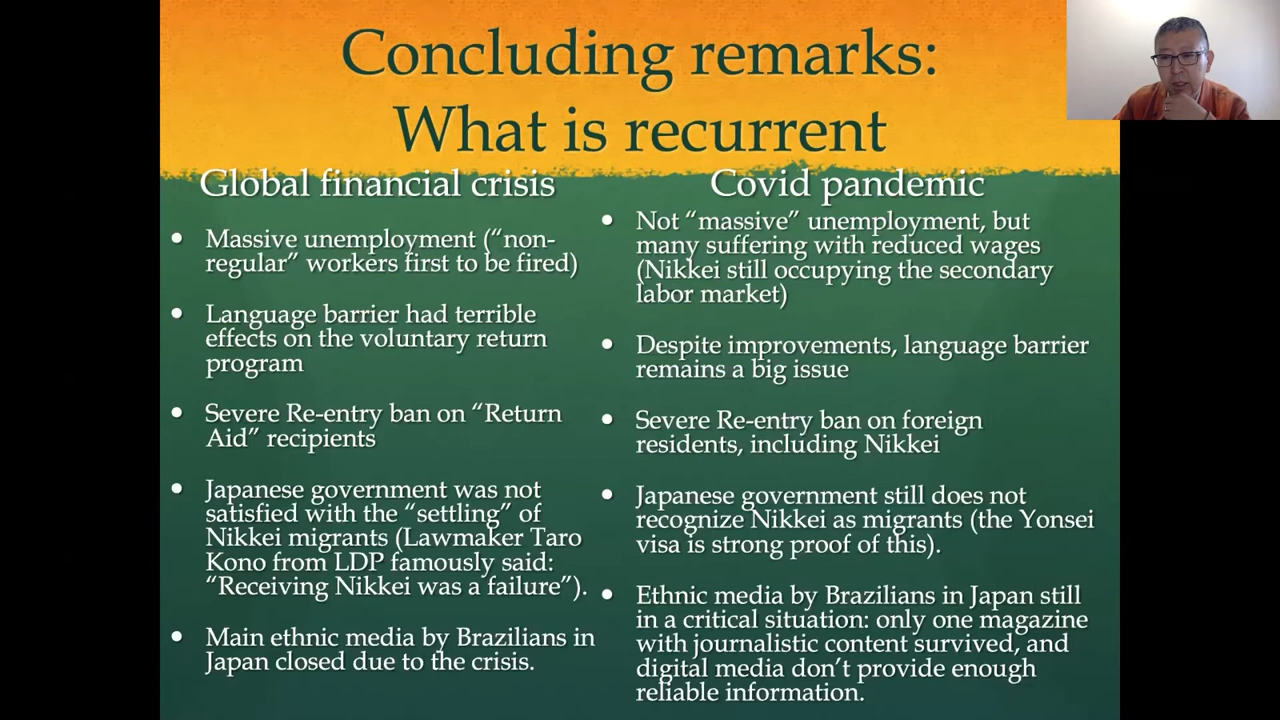 Concluding remarks:
What is recurrent
Global financial crisis
• Massive unemployment (“non-
regular” workers first to be fired)
• Language barrier had terrible
effects on the voluntary return
program
• Severe Re-entry ban on “Return
Aid” recipients
• Japanese government was not
satisfied with the “settling” of
Nikkei migrants (Lawmaker Taro
Kono from LDP famously said:
“Receiving Nikkei was a failure”).
• Main ethnic media by Brazilians in
Japan closed due to the crisis.
Covid pandemic
• Not “massive” unemployment, but
many suffering with reduced wages
(Nikkei still occupying the secondary
labor market)
• Despite improvements, language barrier
remains a big issue
• Severe Re-entry ban on foreign
residents, including Nikkei
• Japanese government still does not
recognize Nikkei as migrants (the Yonsei
visa is strong proof of this).
• Ethnic media by Brazilians in Japan still
in a critical situation: only one magazine
with journalistic content survived, and
digital media don’t provide enough
reliable information.